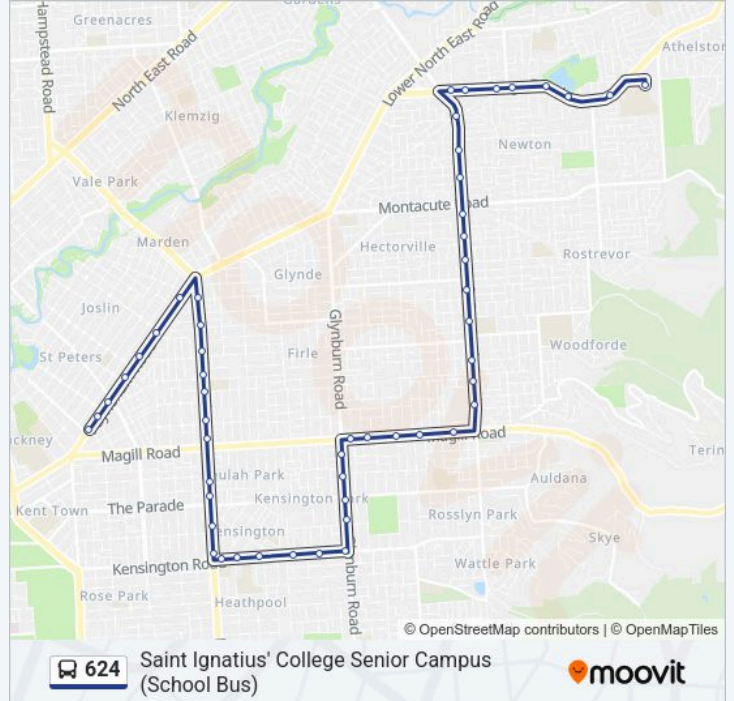 Hampstead Road
Greenacres
Gardens
North East Road
Lower North East Road
Klemzig
Newton
Vale Park
Montacute Road
Marden
Hectorville
Rostrevor
Glynde
Joslin
Glynburn Road
Firle
Woodforde
St Peters
Magill Road
Magill Road
Auldana
Kensington Park
Kent Town
The Parade
Rosslyn Park
Skye
Kensington Road
Wattle Park
Rose Park
Heathpool
© OpenStreetMap contributors | © OpenMapTiles
624
Saint Ignatius' College Senior Campus
(School Bus)
moovit